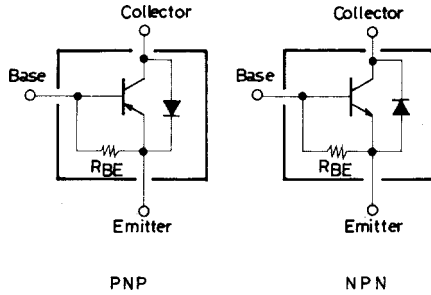 Collector
Base
RBE
Emitter
PNP
Collector
Base
RBE
Emitter
NPN